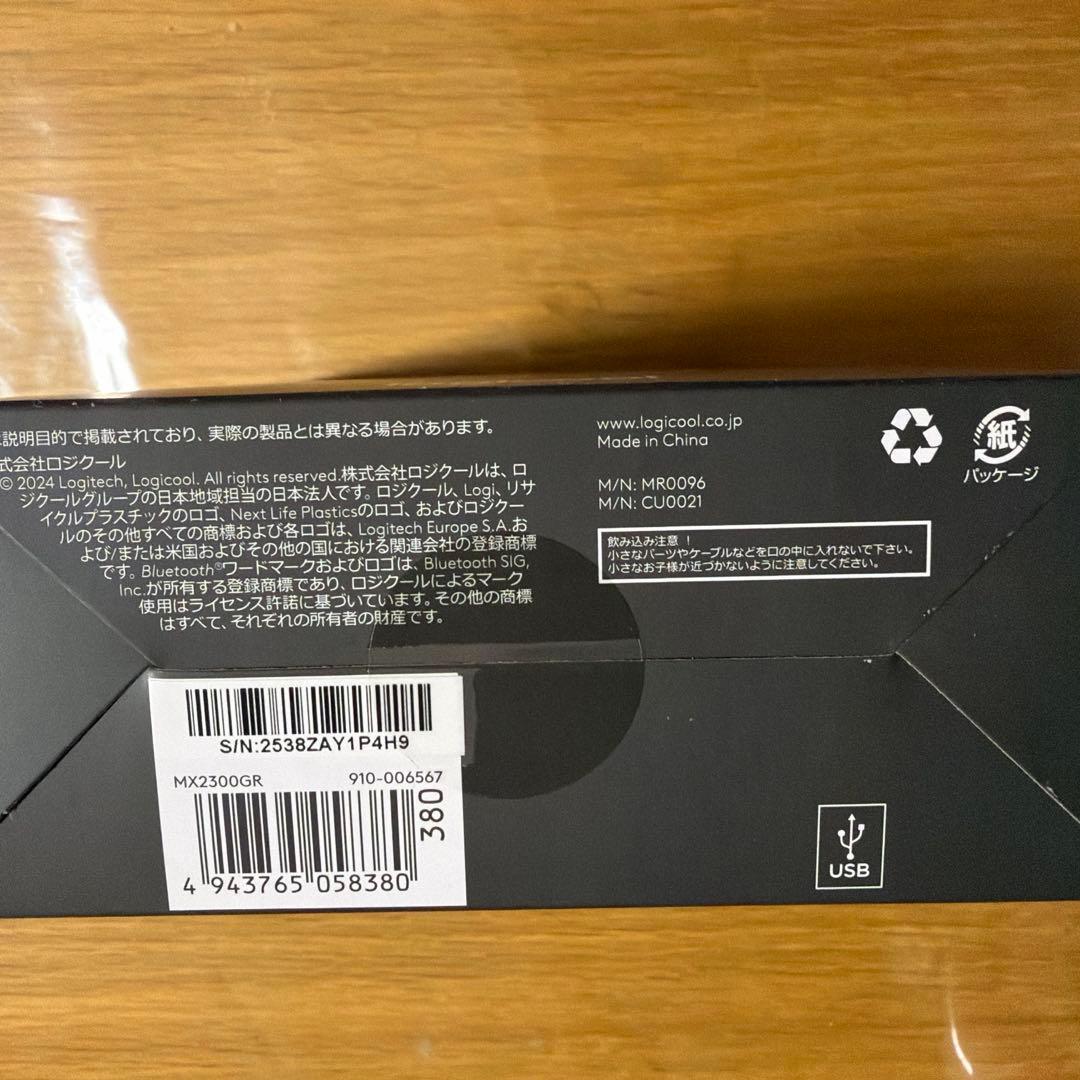 説明目的で掲載されており、実際の製品とは異なる場合があります。
式会社ロジクール
© 2024 Logitech, Logicool. All rights reserved.株式会社ロジクールは、ロ
ジクールグループの日本地域担当の日本法人です。ロジクール、Logi、リサ
イクルプラスチックのロゴ、Next Life Plasticsのロゴ、およびロジクー
ルのその他すべての商標および各ロゴは、Logitech Europe S.A.お
よび/または米国およびその他の国における関連会社の登録商標
です。Bluetooth®ワードマークおよびロゴは、Bluetooth SIG,
Inc.が所有する登録商標であり、ロジクールによるマーク
使用はライセンス許諾に基づいています。その他の商標
はすべて、それぞれの所有者の財産です。
www.logicool.co.jp
Made in China
M/N: MR0096
M/N: CU0021
飲み込み注意！
小さなパーツやケーブルなどを口の中に入れないで下さい。
小さなお子様が近づかないように注意してください。
紙
パッケージ
S/N:2538ZAY1P4H9
MX2300GR 910-006567
380
4 943765 058380
USB